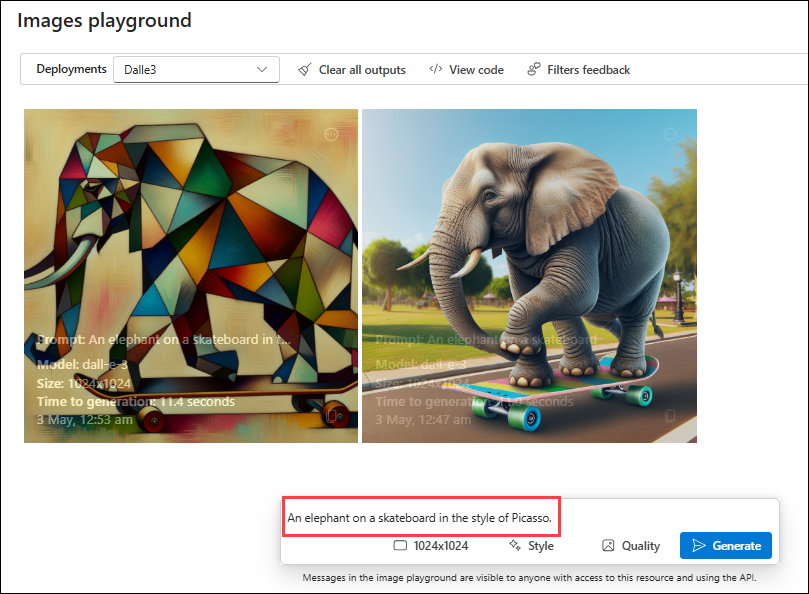 Images playground
Deployments Dalle3 Clear all outputs </> View code Filters feedback
Prompt: An elephant on a skateboard in t...
Model: dall-e-3
Size: 1024x1024
Time to generation: 11.4 seconds
3 May, 12:53 am
Prompt: An elephant on a skateboard
Model: dall-e-3
Size: 1024x1024
Time to generation: seconds
3 May, 12:47 am
An elephant on a skateboard in the style of Picasso.
1024x1024 Style Quality Generate
Messages in the image playground are visible to anyone with access to this resource and using the API.